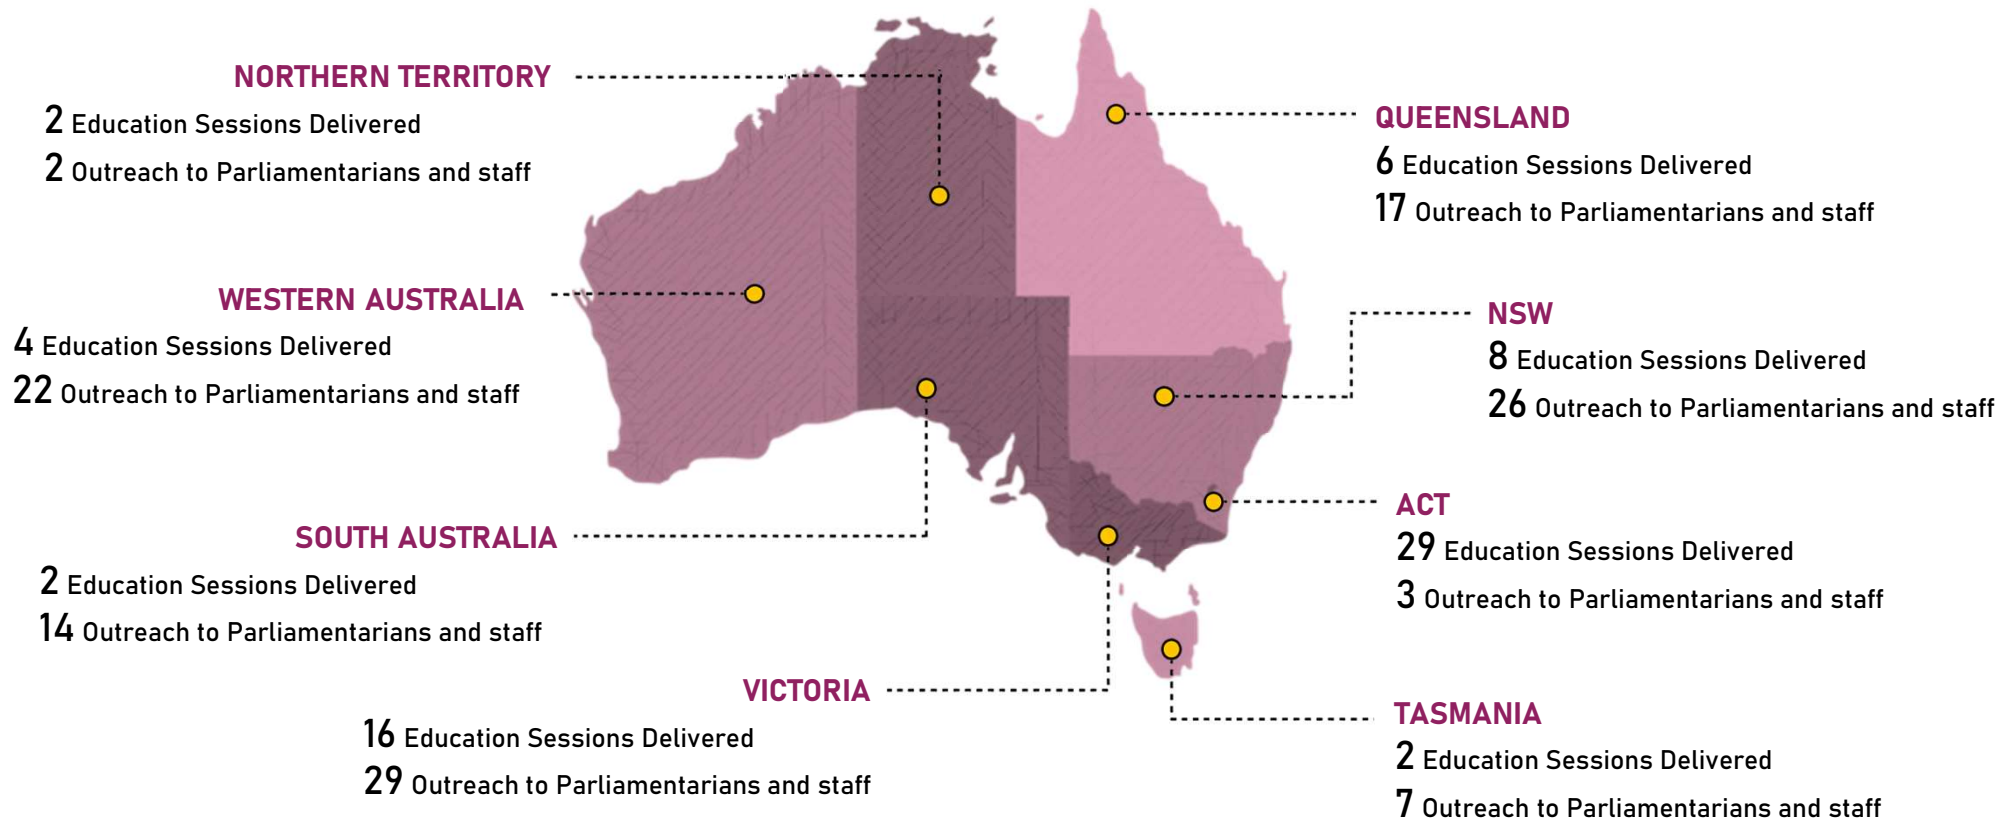 NORTHERN TERRITORY
2 Education Sessions Delivered
2 Outreach to Parliamentarians and staff
WESTERN AUSTRALIA
4 Education Sessions Delivered
22 Outreach to Parliamentarians and staff
SOUTH AUSTRALIA
2 Education Sessions Delivered
14 Outreach to Parliamentarians and staff
VICTORIA
16 Education Sessions Delivered
29 Outreach to Parliamentarians and staff
QUEENSLAND
6 Education Sessions Delivered
17 Outreach to Parliamentarians and staff
NSW
8 Education Sessions Delivered
26 Outreach to Parliamentarians and staff
ACT
29 Education Sessions Delivered
3 Outreach to Parliamentarians and staff
TASMANIA
2 Education Sessions Delivered
7 Outreach to Parliamentarians and staff